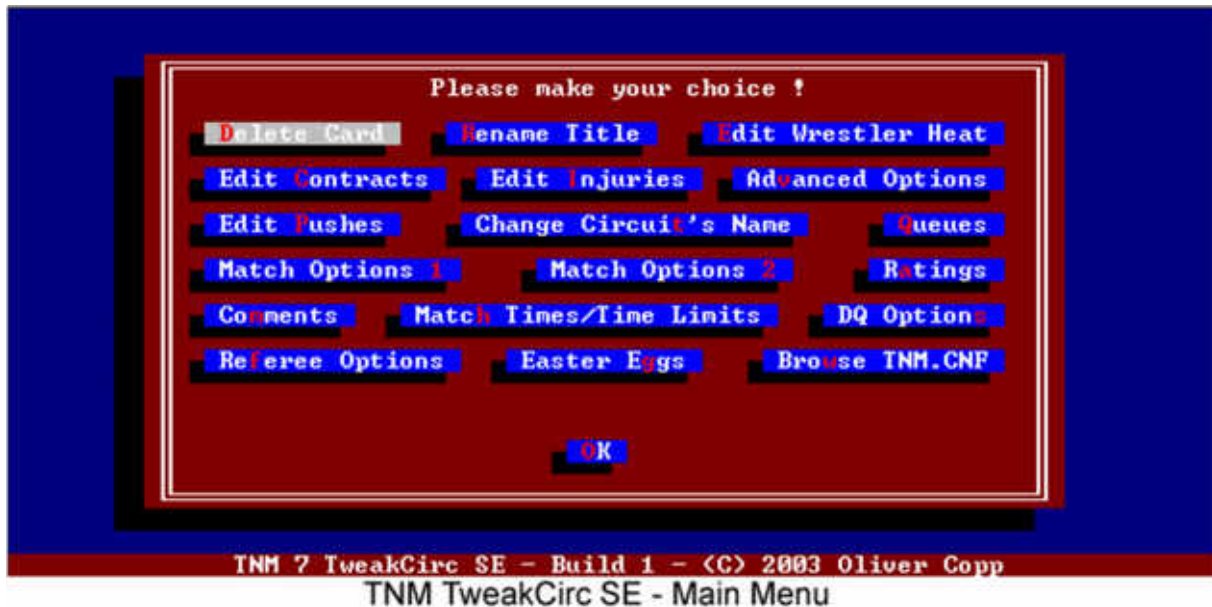 Please make your choice !
Delete Card Rename Title Edit Wrestler Heat
Edit Contracts Edit Injuries Advanced Options
Edit Pushes Change Circuit's Name Queues
Match Options 1 Match Options 2 Ratings
Comments Match Times/Time Limits DQ Options
Referee Options Easter Eggs Browse TNM.CNF
OK
TNM 7 TweakCirc SE - Build 1 - (C) 2003 Oliver Copp
TNM TweakCirc SE - Main Menu